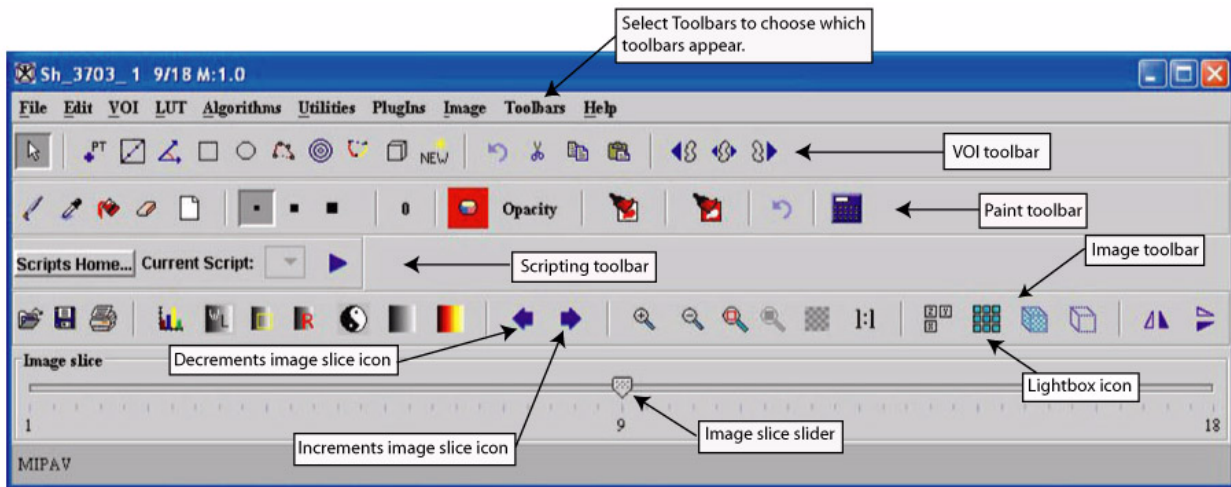 Select Toolbars to choose which
toolbars appear.
Sh_3703_ 1 9/18 M:1.0
File Edit VOI LUT Algorithms Utilities PlugIns Image Toolbars Help
PT NEW VOI toolbar
0 Opacity Paint toolbar
Scripts Home... Current Script: Scripting toolbar
Image toolbar
W L R 1:1 Z Y X
Decrements image slice icon
Image slice
Lightbox icon
1 9 18
Increments image slice icon
Image slice slider
MIPAV